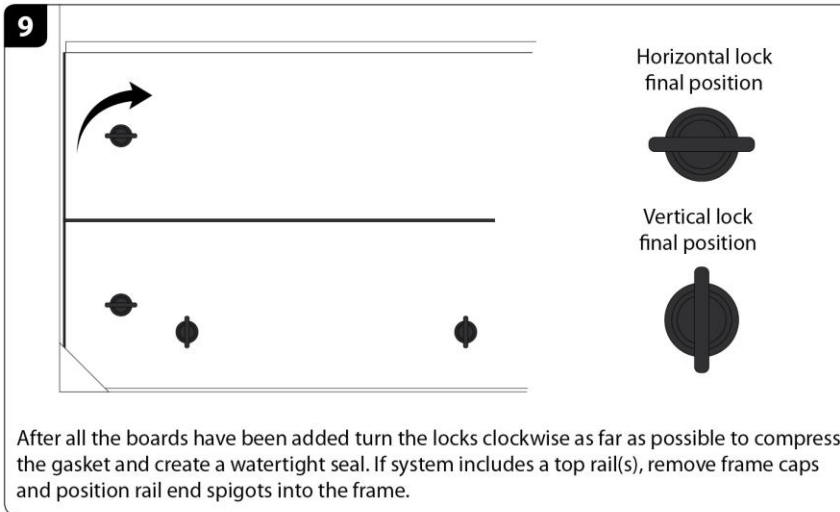 9
Horizontal lock
final position
Vertical lock
final position
After all the boards have been added turn the locks clockwise as far as possible to compress
the gasket and create a watertight seal. If system includes a top rail(s), remove frame caps
and position rail end spigots into the frame.